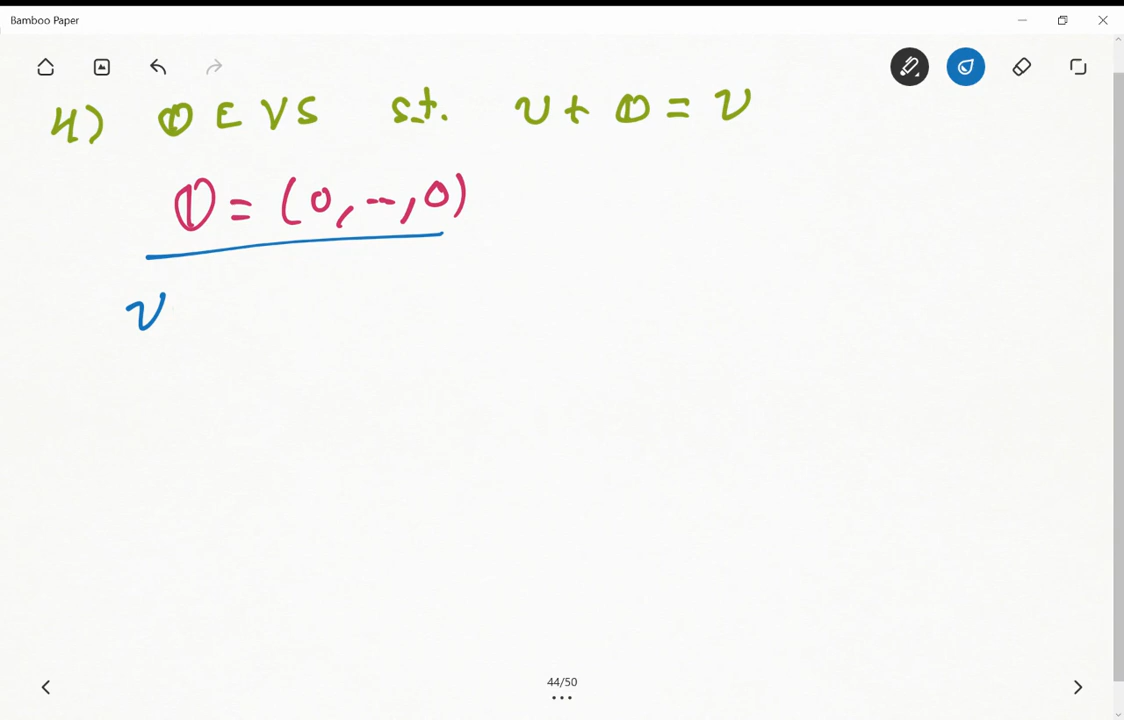 Bamboo Paper
4) 𝟘 E VS s.t. v + 𝟘 = v
𝟘 = (0, --, 0)
v
44/50